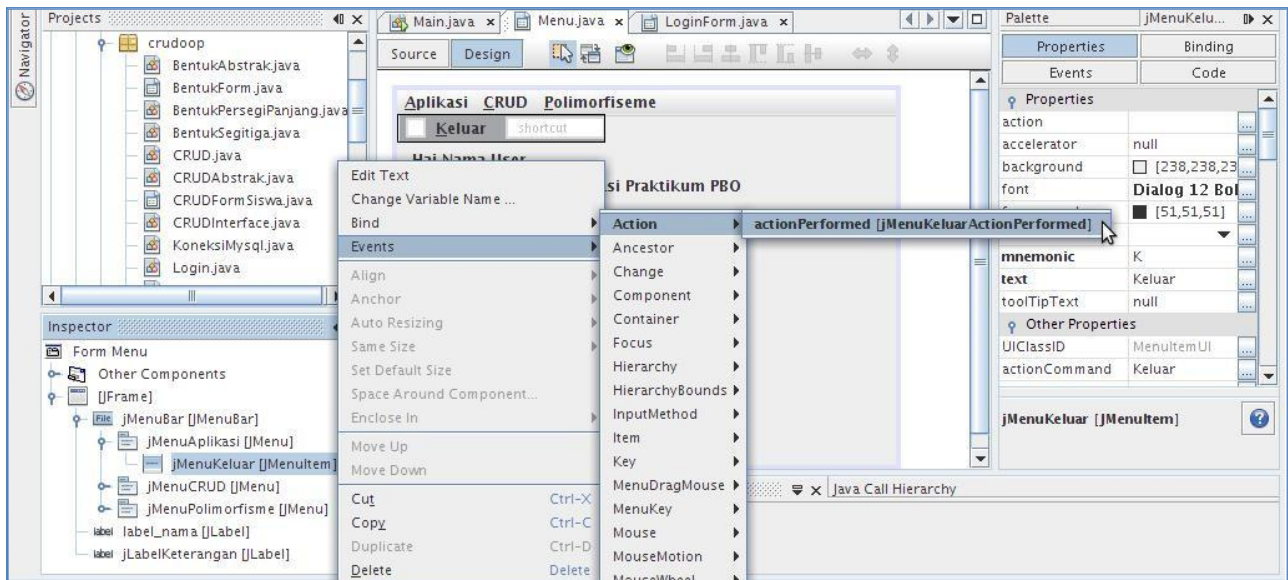 Navigator
Projects
crudoop
BentukAbstrak.java
BentukForm.java
BentukPersegiPanjang.java
BentukSegitiga.java
CRUD.java
CRUDAbstrak.java
CRUDFormSiswa.java
CRUDInterface.java
KoneksiMysql.java
Login.java
Inspector
Form Menu
Other Components
[JFrame]
File jMenuBar [JMenuBar]
jMenuAplikasi [JMenu]
jMenuKeluar [JMenuItem]
jMenuCRUD [JMenu]
jMenuPolimorfisme [JMenu]
label label_nama [JLabel]
label jLabelKeterangan [JLabel]
Main.java Menu.java LoginForm.java
Source Design
Aplikasi CRUD Polimorfiseme
Keluar shortcut
Hai Nama User
si Praktikum PBO
Edit Text
Change Variable Name ...
Bind
Events
Align
Anchor
Auto Resizing
Same Size
Set Default Size
Space Around Component...
Enclose In
Move Up
Move Down
Cut Ctrl-X
Copy Ctrl-C
Duplicate Ctrl-D
Delete Delete
Action
Ancestor
Change
Component
Container
Focus
Hierarchy
HierarchyBounds
InputMethod
Item
Key
MenuDragMouse
MenuKey
Mouse
MouseMotion
MouseWheel
actionPerformed [jMenuKeluarActionPerformed]
Java Call Hierarchy
Palette jMenuKelu...
Properties Binding
Events Code
Properties
action ...
accelerator null ...
background [238,238,23 ...
font Dialog 12 Bol ...
[51,51,51] ...
...
mnemonic K ...
text Keluar ...
toolTipText null ...
Other Properties
UIClassID MenuItemUI ...
actionCommand Keluar ...
jMenuKeluar [JMenuItem]